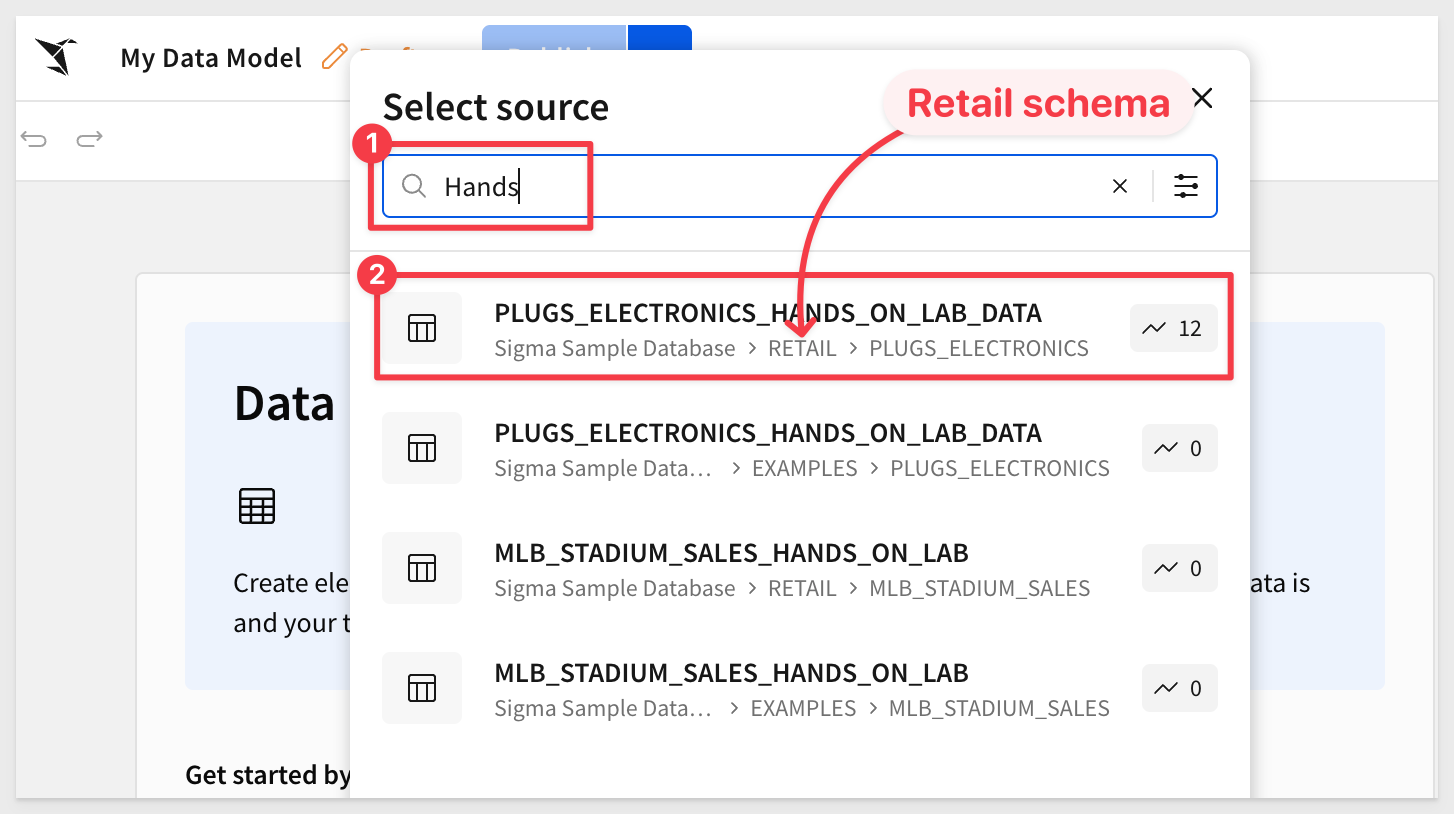 My Data Model
Select source
Retail schema
1
Hands
2
PLUGS_ELECTRONICS_HANDS_ON_LAB_DATA
Sigma Sample Database > RETAIL > PLUGS_ELECTRONICS
12
PLUGS_ELECTRONICS_HANDS_ON_LAB_DATA
Sigma Sample Data... > EXAMPLES > PLUGS_ELECTRONICS
0
MLB_STADIUM_SALES_HANDS_ON_LAB
Sigma Sample Database > RETAIL > MLB_STADIUM_SALES
0
MLB_STADIUM_SALES_HANDS_ON_LAB
Sigma Sample Data... > EXAMPLES > MLB_STADIUM_SALES
0
Data
Create ele
and your t
ata is
Get started by